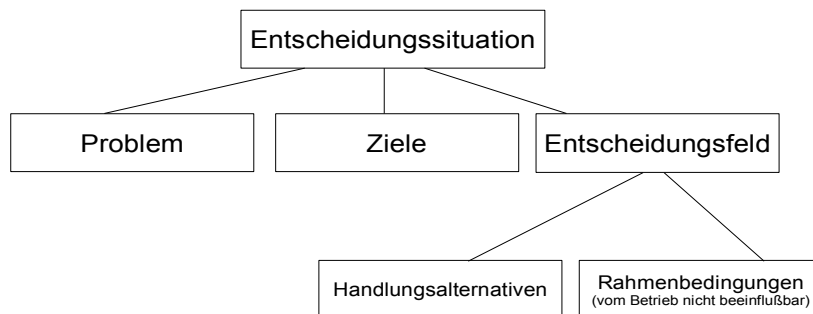 Entscheidungssituation
Problem
Ziele
Entscheidungsfeld
Handlungsalternativen
Rahmenbedingungen
(vom Betrieb nicht beeinflußbar)